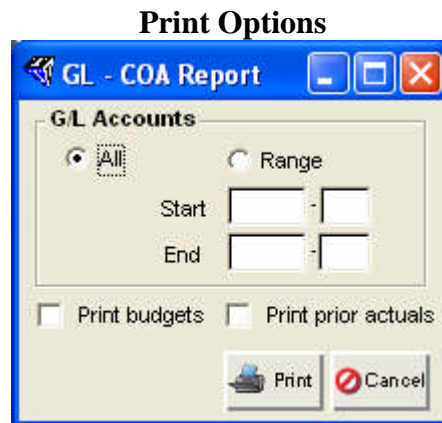 Print Options
GL - COA Report
G/L Accounts
All Range
Start -
End -
Print budgets Print prior actuals
Print Cancel